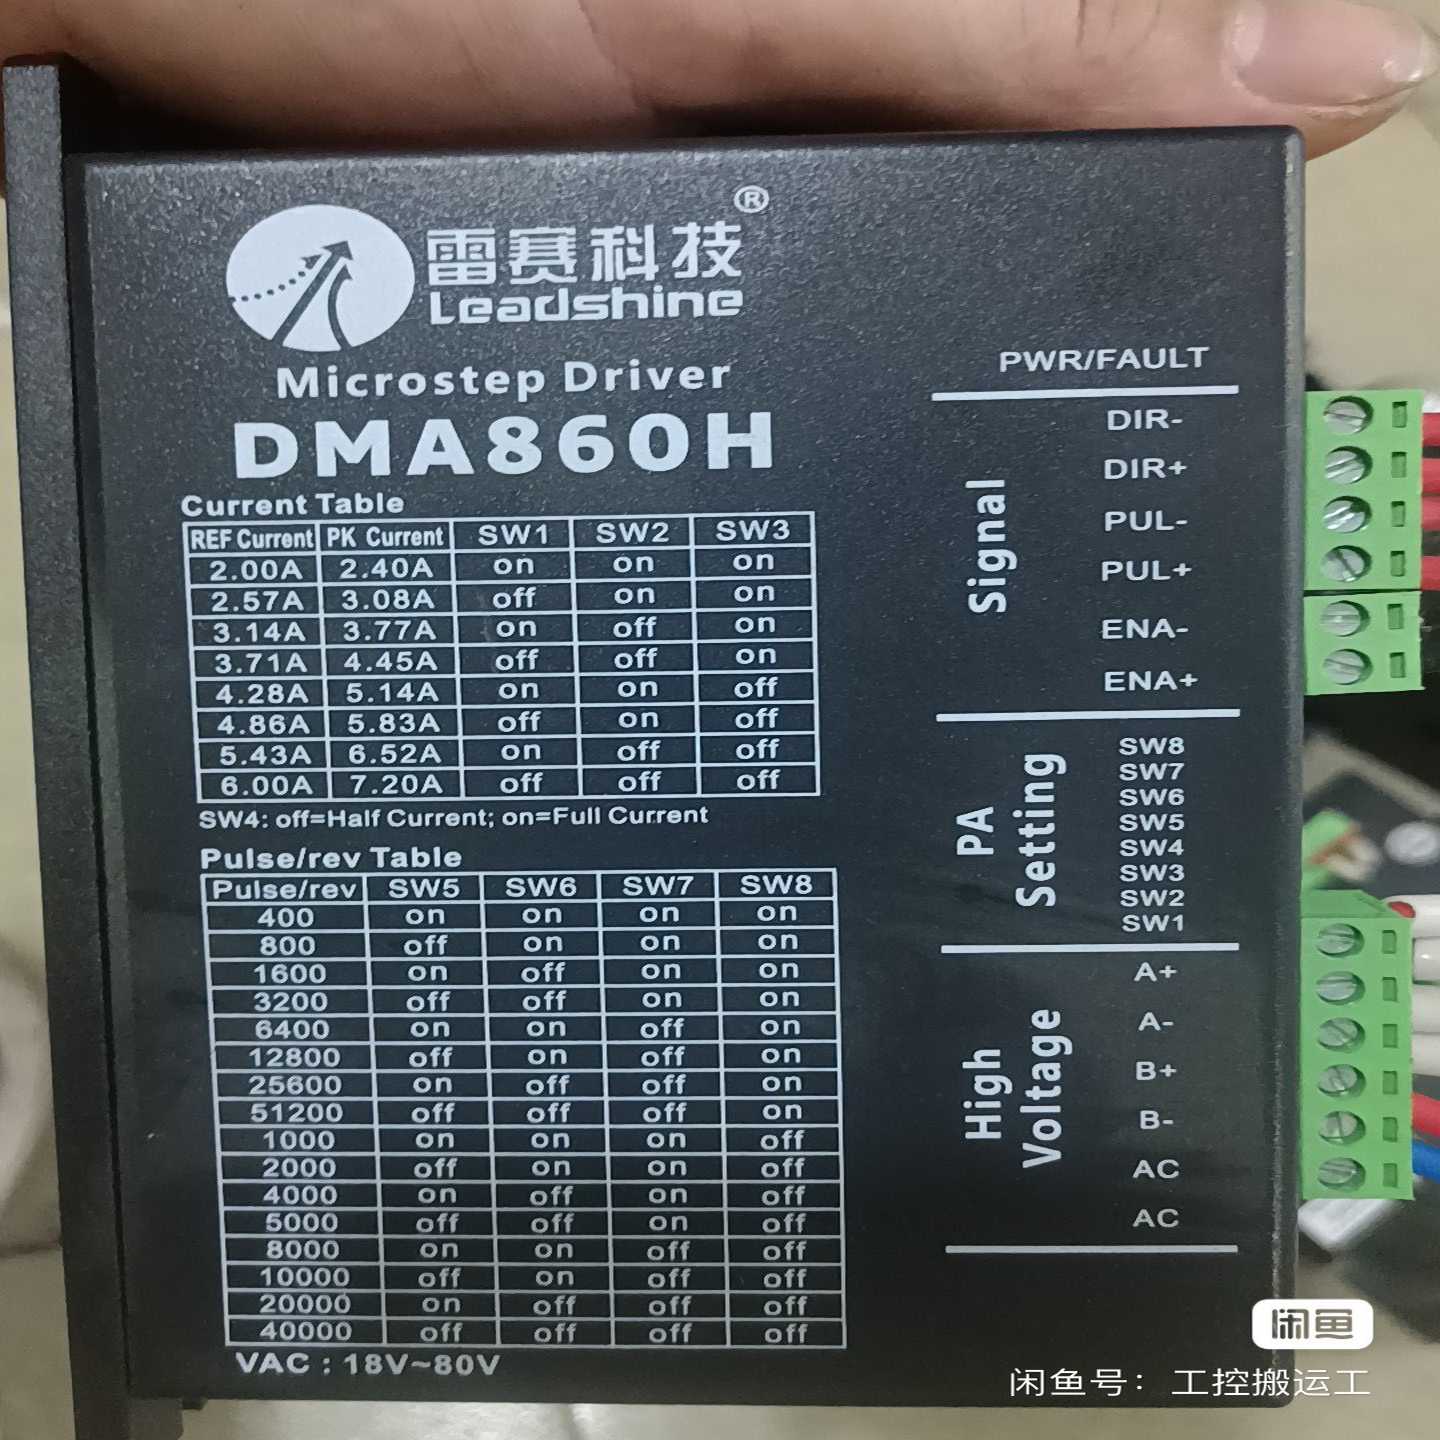 雷赛科技®
Leadshine
Microstep Driver
DMA860H
Current Table
REF Current PK Current SW1 SW2 SW3
2.00A 2.40A on on on
2.57A 3.08A off on on
3.14A 3.77A on off on
3.71A 4.45A off off on
4.28A 5.14A on on off
4.86A 5.83A off on off
5.43A 6.52A on off off
6.00A 7.20A off off off
SW4: off=Half Current; on=Full Current
Pulse/rev Table
Pulse/rev SW5 SW6 SW7 SW8
400 on on on on
800 off on on on
1600 on off on on
3200 off off on on
6400 on on off on
12800 off on off on
25600 on off off on
51200 off off off on
1000 on on on off
2000 off on on off
4000 on off on off
5000 off off on off
8000 on on off off
10000 off on off off
20000 on off off off
40000 off off off off
VAC : 18V~80V
PWR/FAULT
Signal
DIR-
DIR+
PUL-
PUL+
ENA-
ENA+
PA
Setting
SW8
SW7
SW6
SW5
SW4
SW3
SW2
SW1
High
Voltage
A+
A-
B+
B-
AC
AC
闲鱼
闲鱼号：工控搬运工